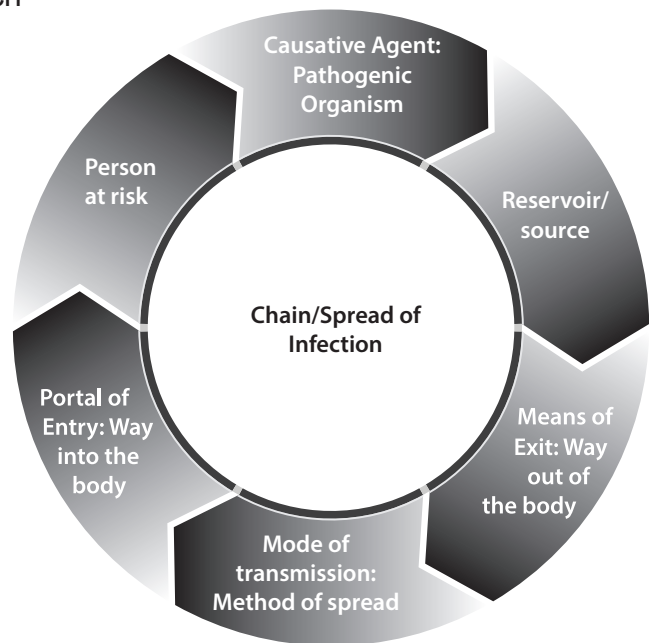 Causative Agent:
Pathogenic
Organism
Reservoir/
source
Means of
Exit: Way
out of
the body
Mode of
transmission:
Method of spread
Portal of
Entry: Way
into the
body
Person
at risk
Chain/Spread of
Infection